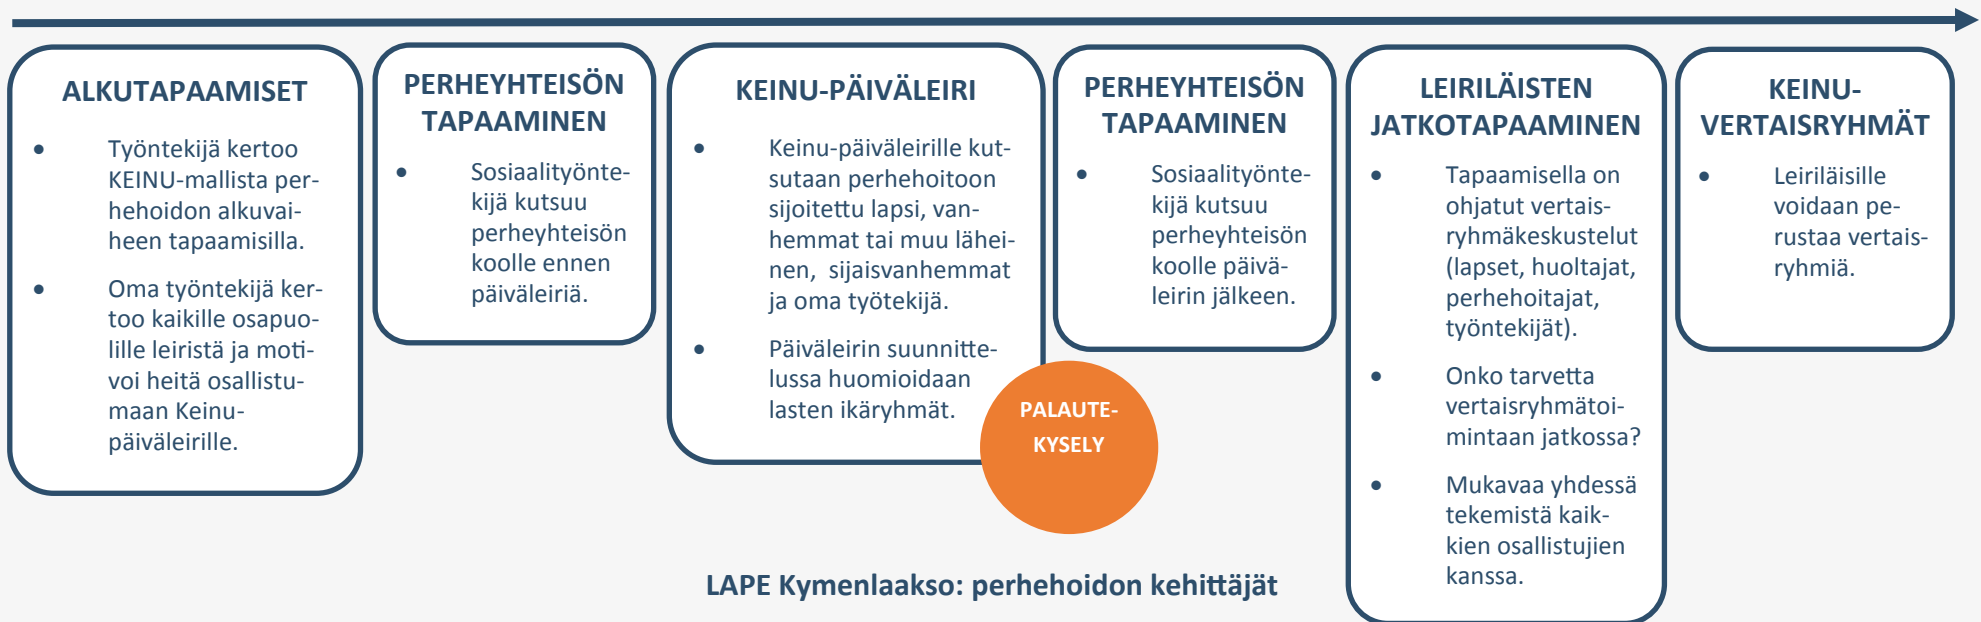 ALKUTAPAAMISET
• Työntekijä kertoo
KEINU-mallista per-
hehoidon alkuvai-
heen tapaamisilla.
• Oma työntekijä ker-
too kaikille osapuo-
lille leiristä ja moti-
voi heitä osallistu-
maan Keinu-
päiväleirille.
PERHEYHTEISÖN
TAPAAMINEN
• Sosiaalityönte-
kijä kutsuu
perheyhteisön
koolle ennen
päiväleiriä.
KEINU-PÄIVÄLEIRI
• Keinu-päiväleirille kut-
sutaan perhehoitoon
sijoitettu lapsi, van-
hemmat tai muu lähei-
nen, sijaisvanhemmat
ja oma työtekijä.
• Päiväleirin suunnitte-
lussa huomioidaan
lasten ikäryhmät.
PALAUTE-
KYSELY
PERHEYHTEISÖN
TAPAAMINEN
• Sosiaalityönte-
kijä kutsuu
perheyhteisön
koolle päivä-
leirin jälkeen.
LEIRILÄISTEN
JATKOTAPAAMINEN
• Tapaamisella on
ohjatut vertais-
ryhmäkeskustelut
(lapset, huoltajat,
perhehoitajat,
työntekijät).
• Onko tarvetta
vertaisryhmätoi-
mintaan jatkossa?
• Mukavaa yhdessä
tekemistä kaik-
kien osallistujien
kanssa.
KEINU-
VERTAISRYHMÄT
• Leiriläisille
voidaan pe-
rustaa vertais-
ryhmiä.
LAPE Kymenlaakso: perhehoidon kehittäjät